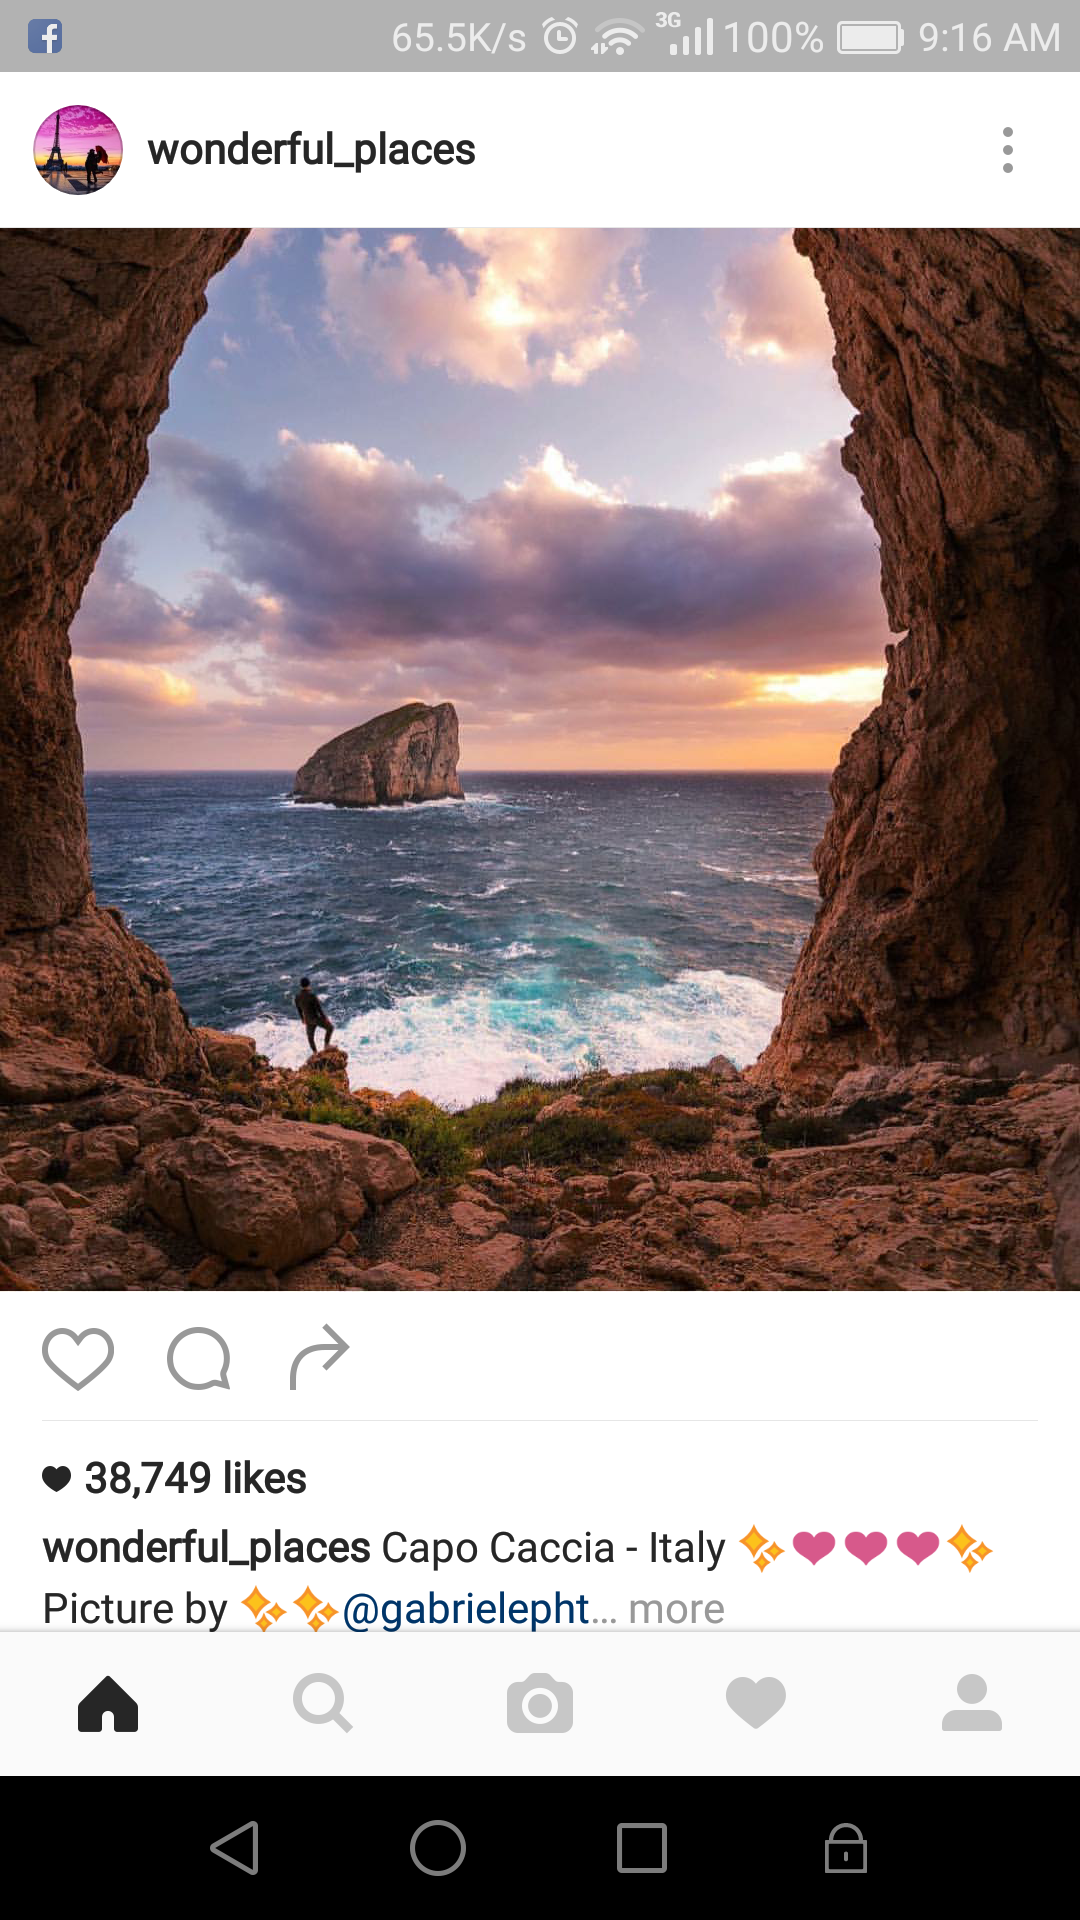 65.5K/s 3G 100% 9:16 AM
wonderful_places
38,749 likes
wonderful_places Capo Caccia - Italy ✨❤❤❤✨
Picture by ✨✨@gabrielepht... more